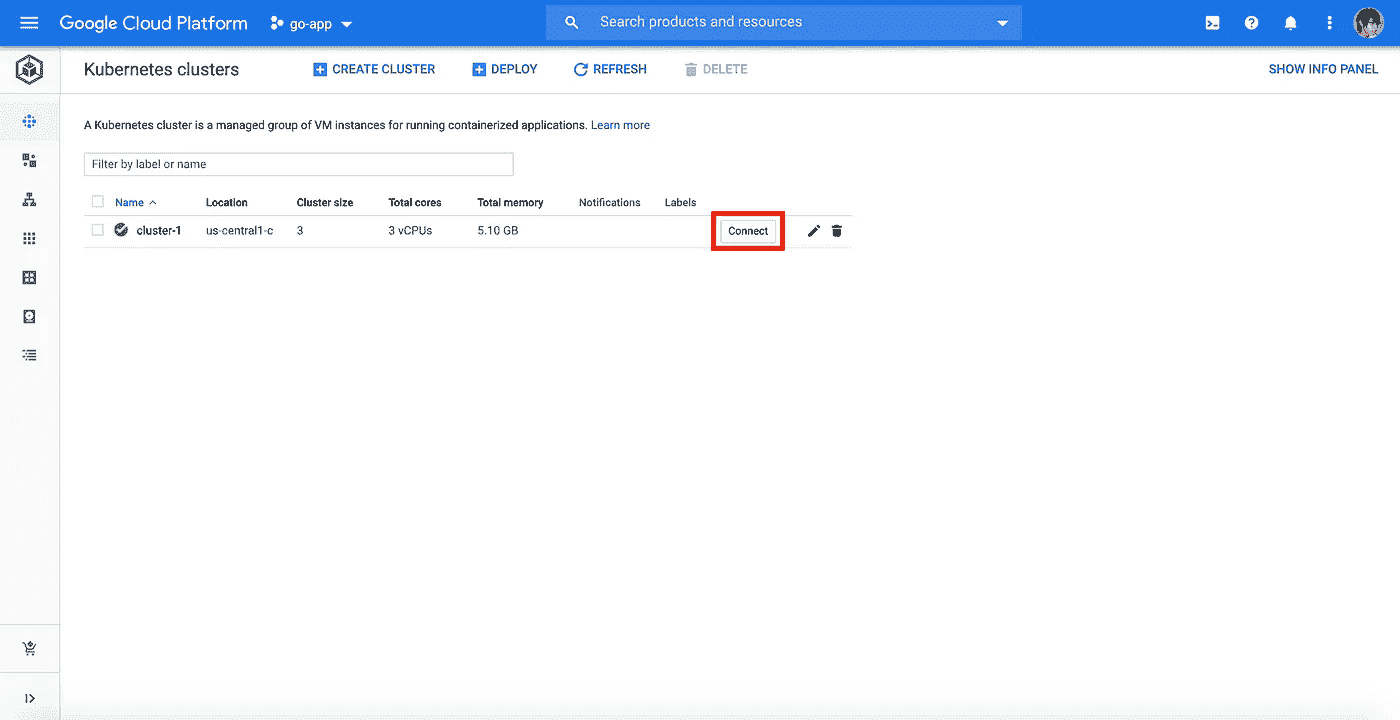 Google Cloud Platform go-app Search products and resources
Kubernetes clusters CREATE CLUSTER DEPLOY REFRESH DELETE SHOW INFO PANEL
A Kubernetes cluster is a managed group of VM instances for running containerized applications. Learn more
Filter by label or name
Name Location Cluster size Total cores Total memory Notifications Labels
cluster-1 us-central1-c 3 3 vCPUs 5.10 GB Connect